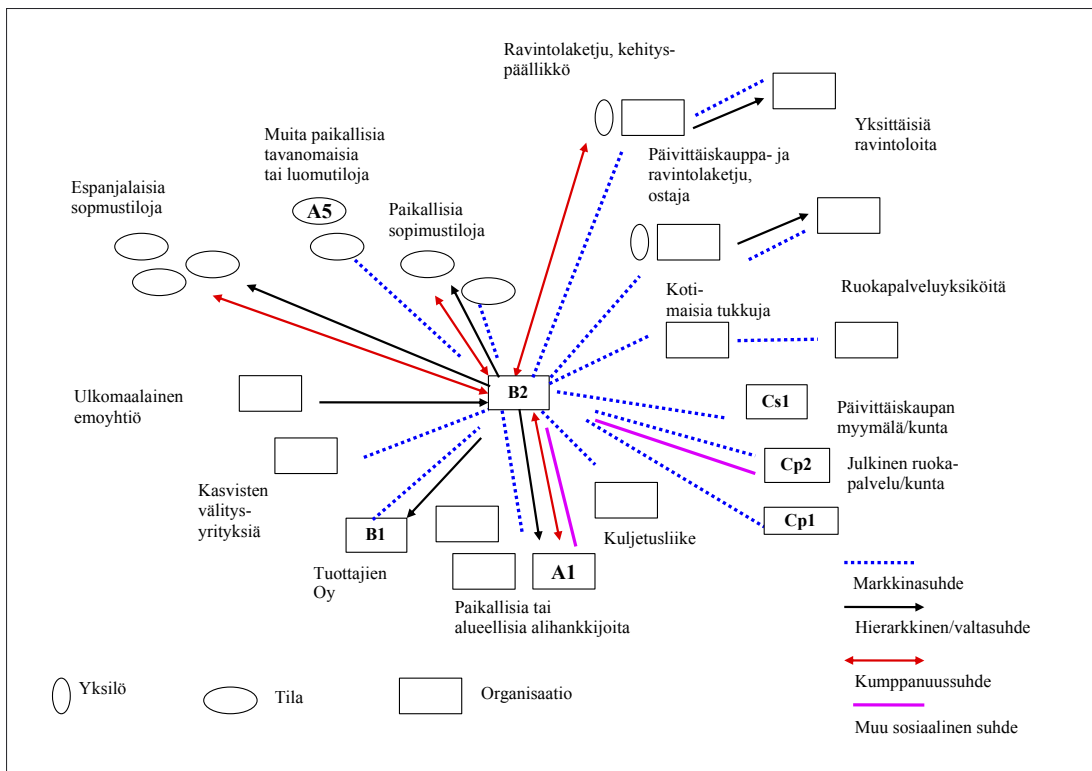 Ravintolaketju, kehitys-
päällikkö
Yksittäisiä
ravintoloita
Muita paikallisia
tavanomaisia
tai luomutiloja
Päivittäiskauppa- ja
ravintolaketju,
ostaja
Espanjalaisia
sopmustiloja
A5
Paikallisia
sopimustiloja
Koti-
maisia tukkuja
Ruokapalveluyksiköitä
Ulkomaalainen
emoyhtiö
B2
Cs1
Päivittäiskaupan
myymälä/kunta
Cp2
Julkinen ruoka-
palvelu/kunta
Kasvisten
välitys-
yrityksiä
Cp1
B1
Kuljetusliike
Tuottajien
Oy
A1
Paikallisia tai
alueellisia alihankkijoita
Markkinasuhde
Hierarkkinen/valtasuhde
Kumppanuussuhde
Muu sosiaalinen suhde
Yksilö
Tila
Organisaatio